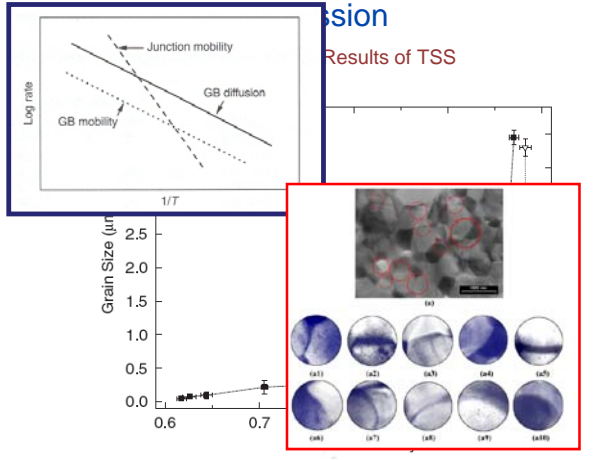 ssion
Results of TSS
Junction mobility
GB diffusion
GB mobility
Log rate
1/T
Grain Size (μm
2.5
2.0
1.5
1.0
0.5
0.0
0.6
0.7
(a)
(a1) (a2) (a3) (a4) (a5)
(a6) (a7) (a8) (a9) (a10)